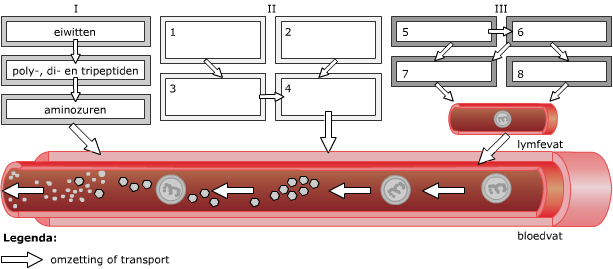 I
II
III
eiwitten
poly-, di- en tripeptiden
aminozuren
1
2
3
4
5
6
7
8
lymfevat
bloedvat
Legenda:
omzetting of transport